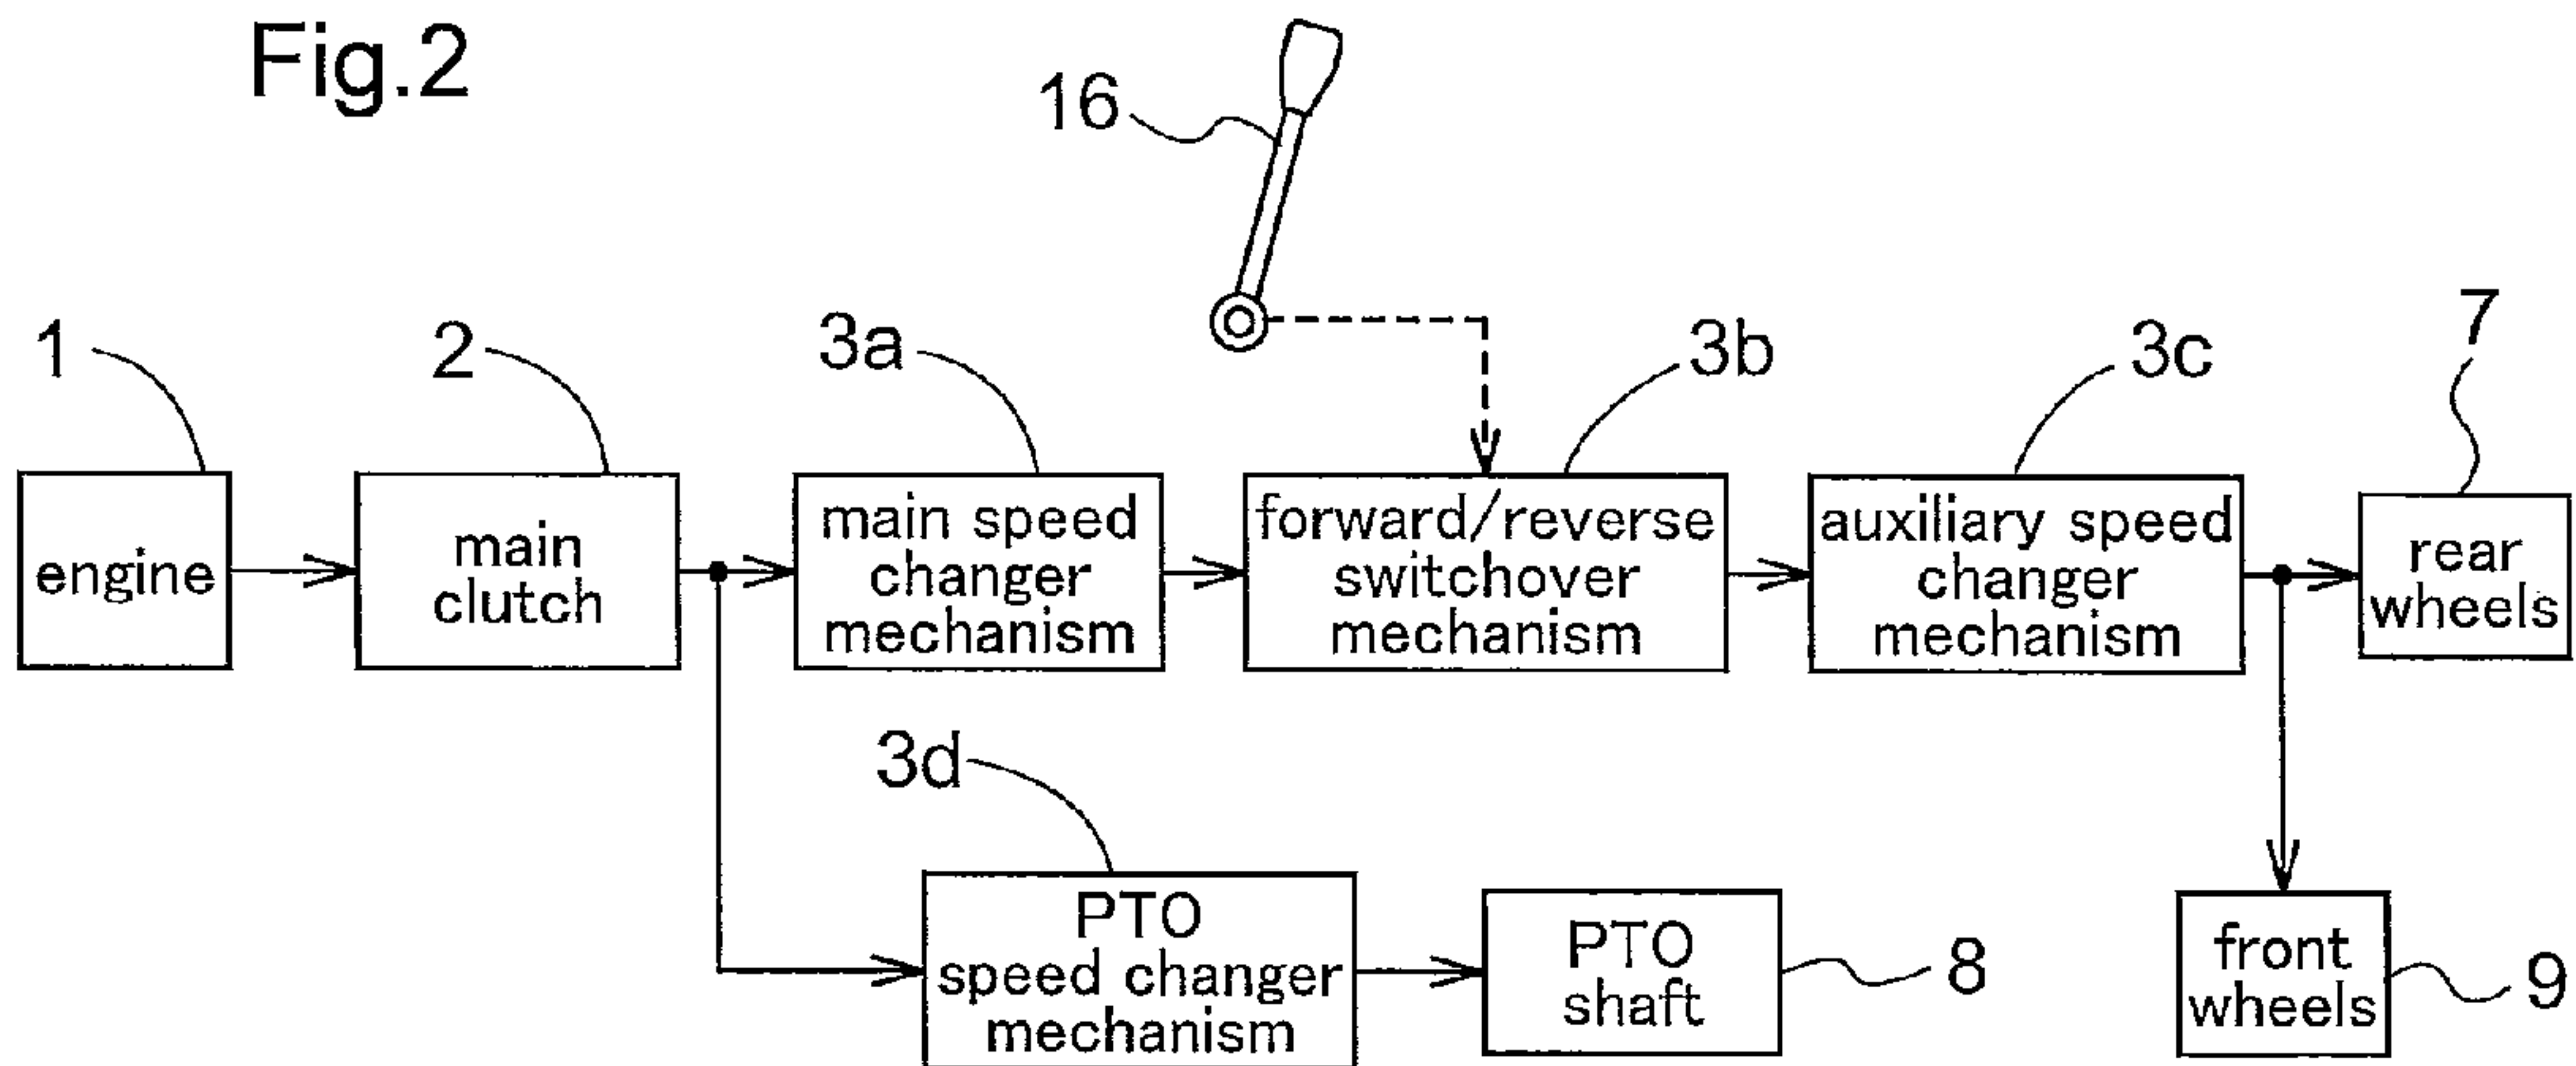 Fig.2
16
1
2
3a
3b
3c
7
engine
main
clutch
main speed
changer
mechanism
forward/reverse
switchover
mechanism
auxiliary speed
changer
mechanism
rear
wheels
3d
PTO
speed changer
mechanism
PTO
shaft
8
front
wheels
9